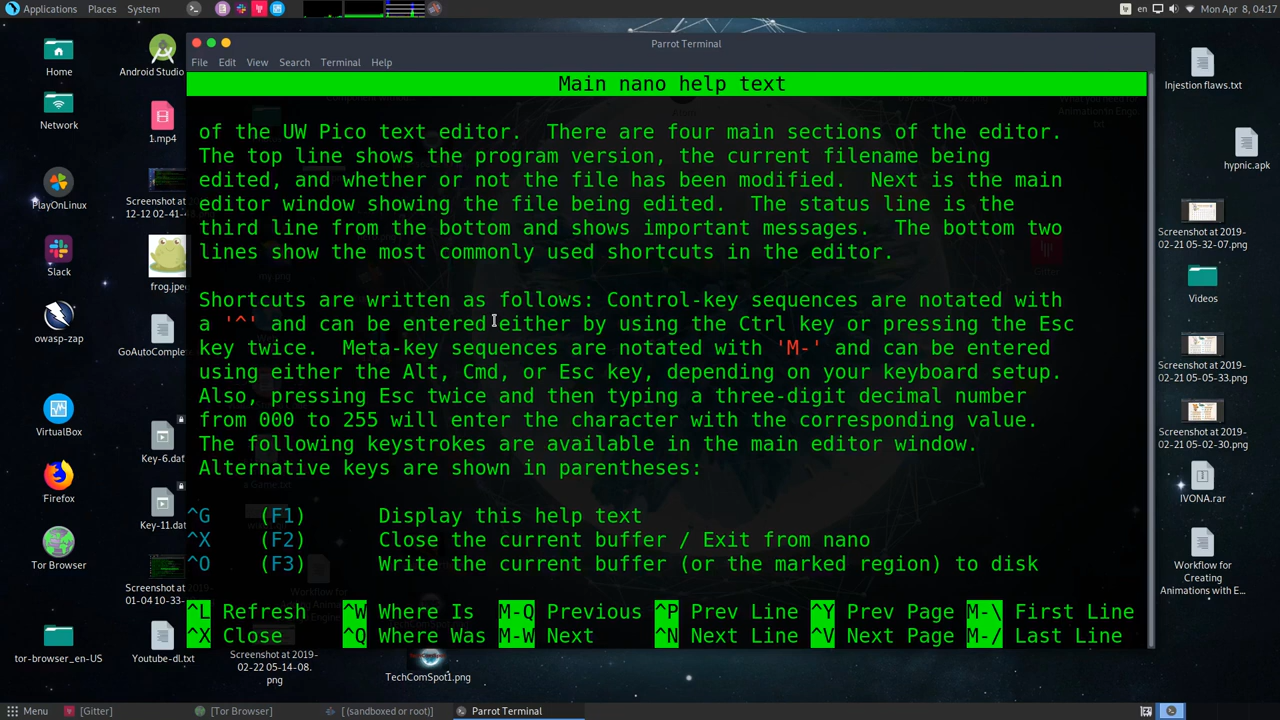 Applications Places System
en Mon Apr 8, 04:17
Parrot Terminal
File Edit View Search Terminal Help
Main nano help text
of the UW Pico text editor. There are four main sections of the editor.
The top line shows the program version, the current filename being
edited, and whether or not the file has been modified. Next is the main
editor window showing the file being edited. The status line is the
third line from the bottom and shows important messages. The bottom two
lines show the most commonly used shortcuts in the editor.
Shortcuts are written as follows: Control-key sequences are notated with
a '^' and can be entered either by using the Ctrl key or pressing the Esc
key twice. Meta-key sequences are notated with 'M-' and can be entered
using either the Alt, Cmd, or Esc key, depending on your keyboard setup.
Also, pressing Esc twice and then typing a three-digit decimal number
from 000 to 255 will enter the character with the corresponding value.
The following keystrokes are available in the main editor window.
Alternative keys are shown in parentheses:
^G (F1) Display this help text
^X (F2) Close the current buffer / Exit from nano
^O (F3) Write the current buffer (or the marked region) to disk
^L Refresh ^W Where Is M-Q Previous ^P Prev Line ^Y Prev Page M-\ First Line
^X Close ^Q Where Was M-W Next ^N Next Line ^V Next Page M-/ Last Line
Home
Network
PlayOnLinux
Slack
owasp-zap
VirtualBox
Firefox
Tor Browser
tor-browser_en-US
Android Studio
1.mp4
Screenshot at
12-12 02-41-4
frog.jpeg
GoAutoComple
Key-6.dat
Key-11.dat
Screenshot at
01-04 10-33-
Youtube-dl.txt
Screenshot at
02-22 05-14-08.
png
TechComSpot1.png
Injestion flaws.txt
hypnic.apk
Screenshot at 2019-
02-21 05-32-07.png
Videos
Screenshot at 2019-
02-21 05-05-33.png
Screenshot at 2019-
02-21 05-02-30.png
IVONA.rar
Workflow for
Creating
Animations with E...
Gitter
Menu [Gitter] [Tor Browser] [ (sandboxed or root)] Parrot Terminal